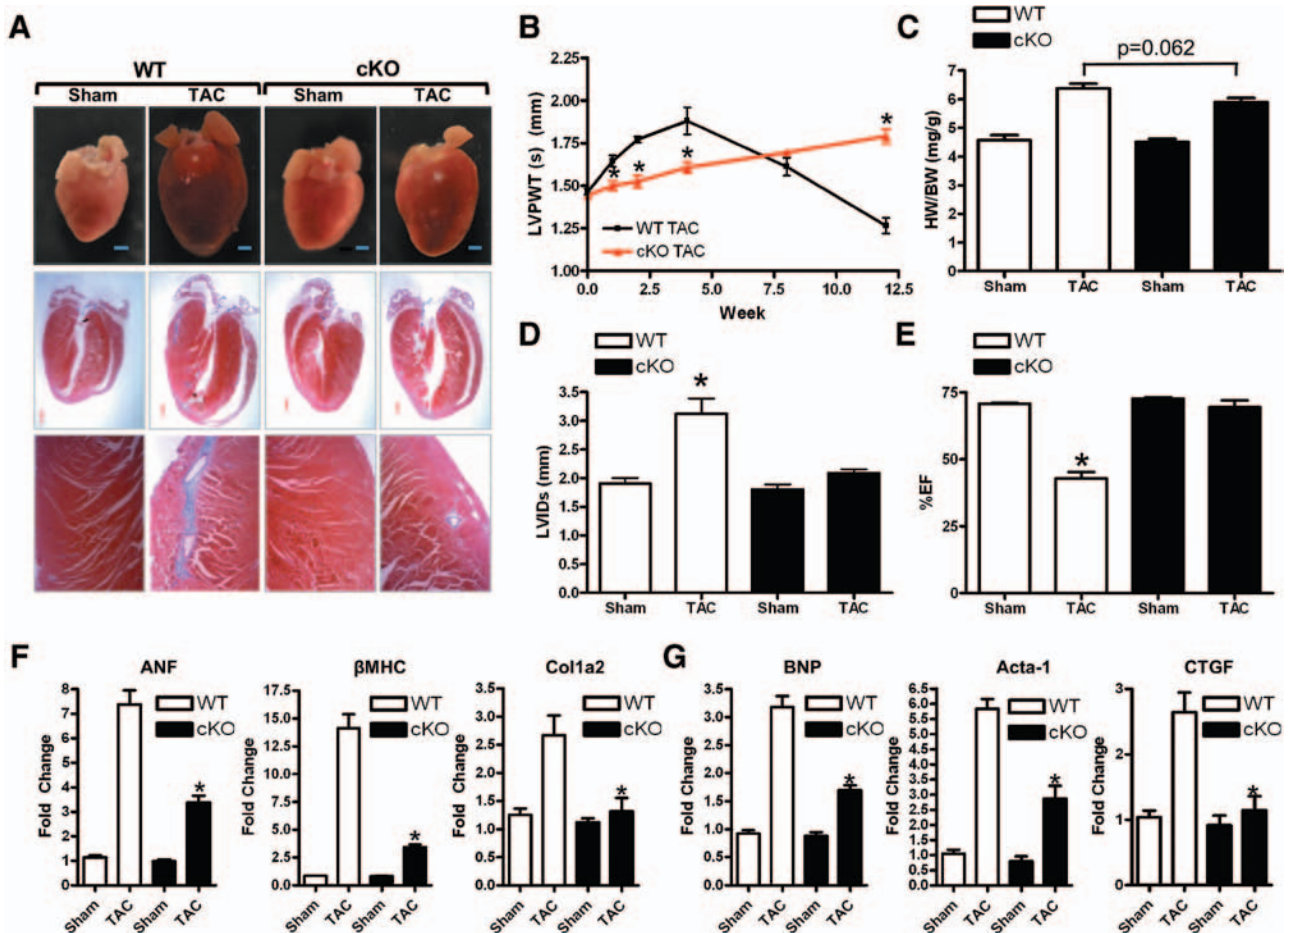 A
WT
cKO
Sham
TAC
Sham
TAC
B
LVPWT (s) (mm)
2.25
2.00
1.75
1.50
1.25
1.00
*
*
*
*
WT TAC
cKO TAC
0.0
2.5
5.0
7.5
10.0
12.5
Week
C
WT
cKO
p=0.062
HW/BW (mg/g)
7
6
5
4
3
2
1
0
Sham
TAC
Sham
TAC
D
WT
cKO
LVIDs (mm)
3.5
3.0
2.5
2.0
1.5
1.0
0.5
0.0
*
Sham
TAC
Sham
TAC
E
WT
cKO
%EF
75
50
25
0
*
Sham
TAC
Sham
TAC
F
ANF
WT
cKO
Fold Change
8
7
6
5
4
3
2
1
0
*
Sham
TAC
Sham
TAC
βMHC
WT
cKO
Fold Change
17.5
15.0
12.5
10.0
7.5
5.0
2.5
0.0
*
Sham
TAC
Sham
TAC
Col1a2
WT
cKO
Fold Change
3.5
3.0
2.5
2.0
1.5
1.0
0.5
0.0
*
Sham
TAC
Sham
TAC
G
BNP
WT
cKO
Fold Change
3.5
3.0
2.5
2.0
1.5
1.0
0.5
0.0
*
Sham
TAC
Sham
TAC
Acta-1
WT
cKO
Fold Change
6.5
6.0
5.5
5.0
4.5
4.0
3.5
3.0
2.5
2.0
1.5
1.0
0.5
0.0
*
Sham
TAC
Sham
TAC
CTGF
WT
cKO
Fold Change
3
2
1
0
*
Sham
TAC
Sham
TAC